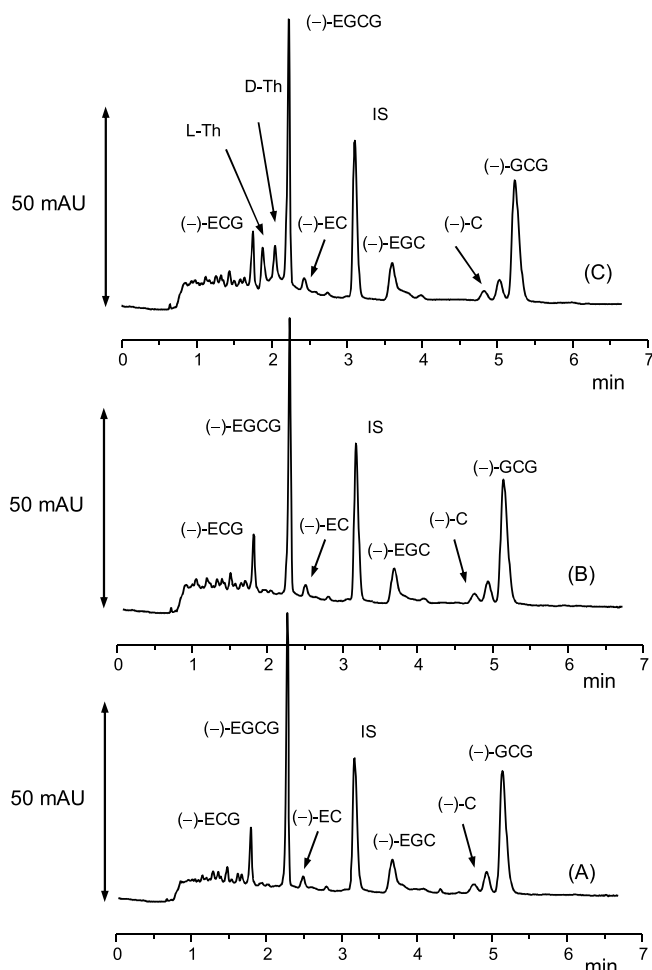 (−)-EGCG
D-Th
L-Th
IS
(−)-GCG
50 mAU
(−)-ECG
(−)-EC
(−)-EGC
(−)-C
(C)
0 1 2 3 4 5 6 7
min
(−)-EGCG
IS
(−)-GCG
50 mAU
(−)-ECG
(−)-EC
(−)-EGC
(−)-C
(B)
0 1 2 3 4 5 6 7
min
(−)-EGCG
IS
(−)-GCG
50 mAU
(−)-ECG
(−)-EC
(−)-EGC
(−)-C
(A)
0 1 2 3 4 5 6 7
min